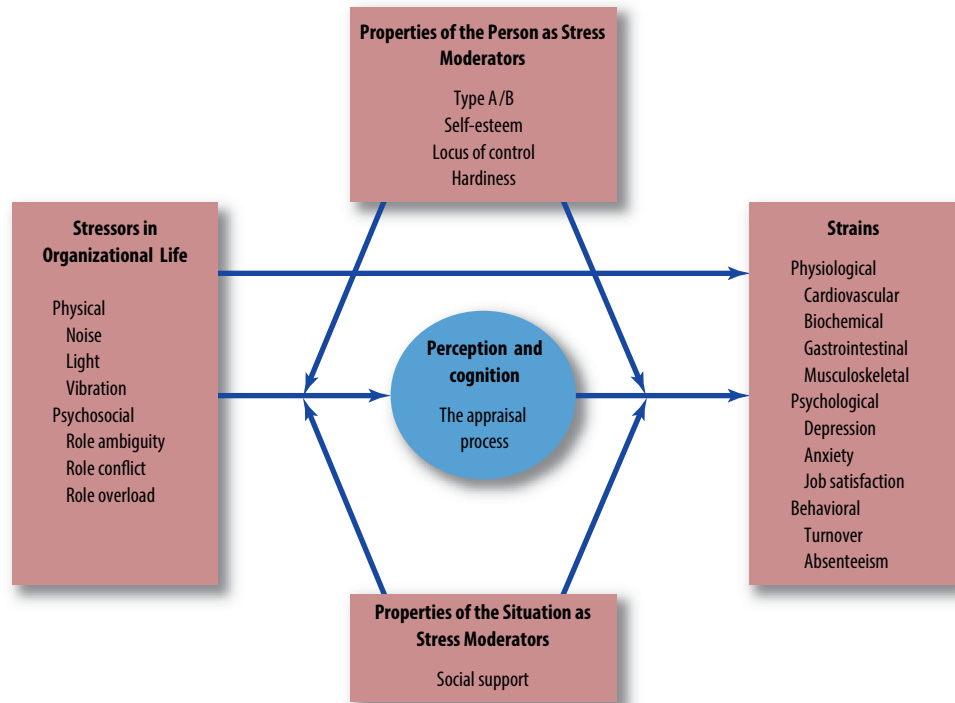 Properties of the Person as Stress
Moderators
Type A/B
Self-esteem
Locus of control
Hardiness
Stressors in
Organizational Life
Physical
Noise
Light
Vibration
Psychosocial
Role ambiguity
Role conflict
Role overload
Perception and
cognition
The appraisal
process
Strains
Physiological
Cardiovascular
Biochemical
Gastrointestinal
Musculoskeletal
Psychological
Depression
Anxiety
Job satisfaction
Behavioral
Turnover
Absenteeism
Properties of the Situation as
Stress Moderators
Social support